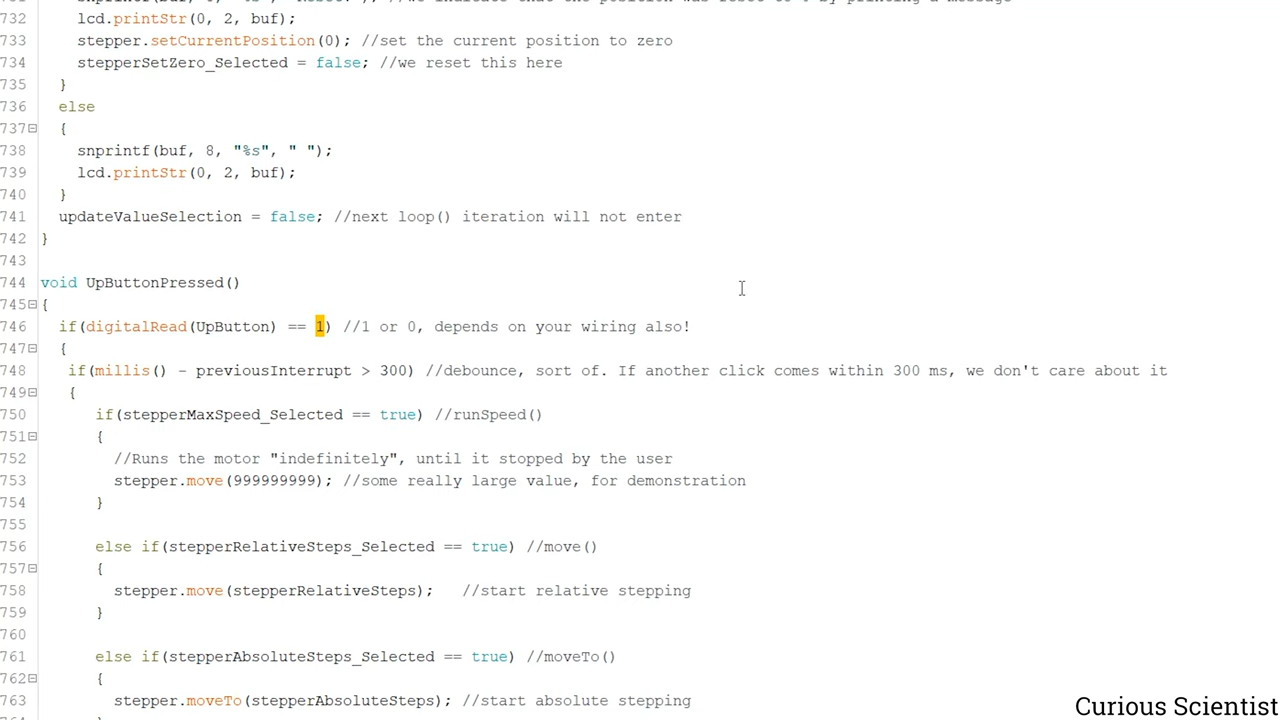 732 lcd.printStr(0, 2, buf);
733 stepper.setCurrentPosition(0); //set the current position to zero
734 stepperSetZero_Selected = false; //we reset this here
735 }
736 else
737 {
738 snprintf(buf, 8, "%s", " ");
739 lcd.printStr(0, 2, buf);
740 }
741 updateValueSelection = false; //next loop() iteration will not enter
742 }
743
744 void UpButtonPressed()
745 {
746 if(digitalRead(UpButton) == 1) //1 or 0, depends on your wiring also!
747 {
748 if(millis() - previousInterrupt > 300) //debounce, sort of. If another click comes within 300 ms, we don't care about it
749 {
750 if(stepperMaxSpeed_Selected == true) //runSpeed()
751 {
752 //Runs the motor "indefinitely", until it stopped by the user
753 stepper.move(999999999); //some really large value, for demonstration
754 }
755
756 else if(stepperRelativeSteps_Selected == true) //move()
757 {
758 stepper.move(stepperRelativeSteps); //start relative stepping
759 }
760
761 else if(stepperAbsoluteSteps_Selected == true) //moveTo()
762 {
763 stepper.moveTo(stepperAbsoluteSteps); //start absolute stepping
Curious Scientist